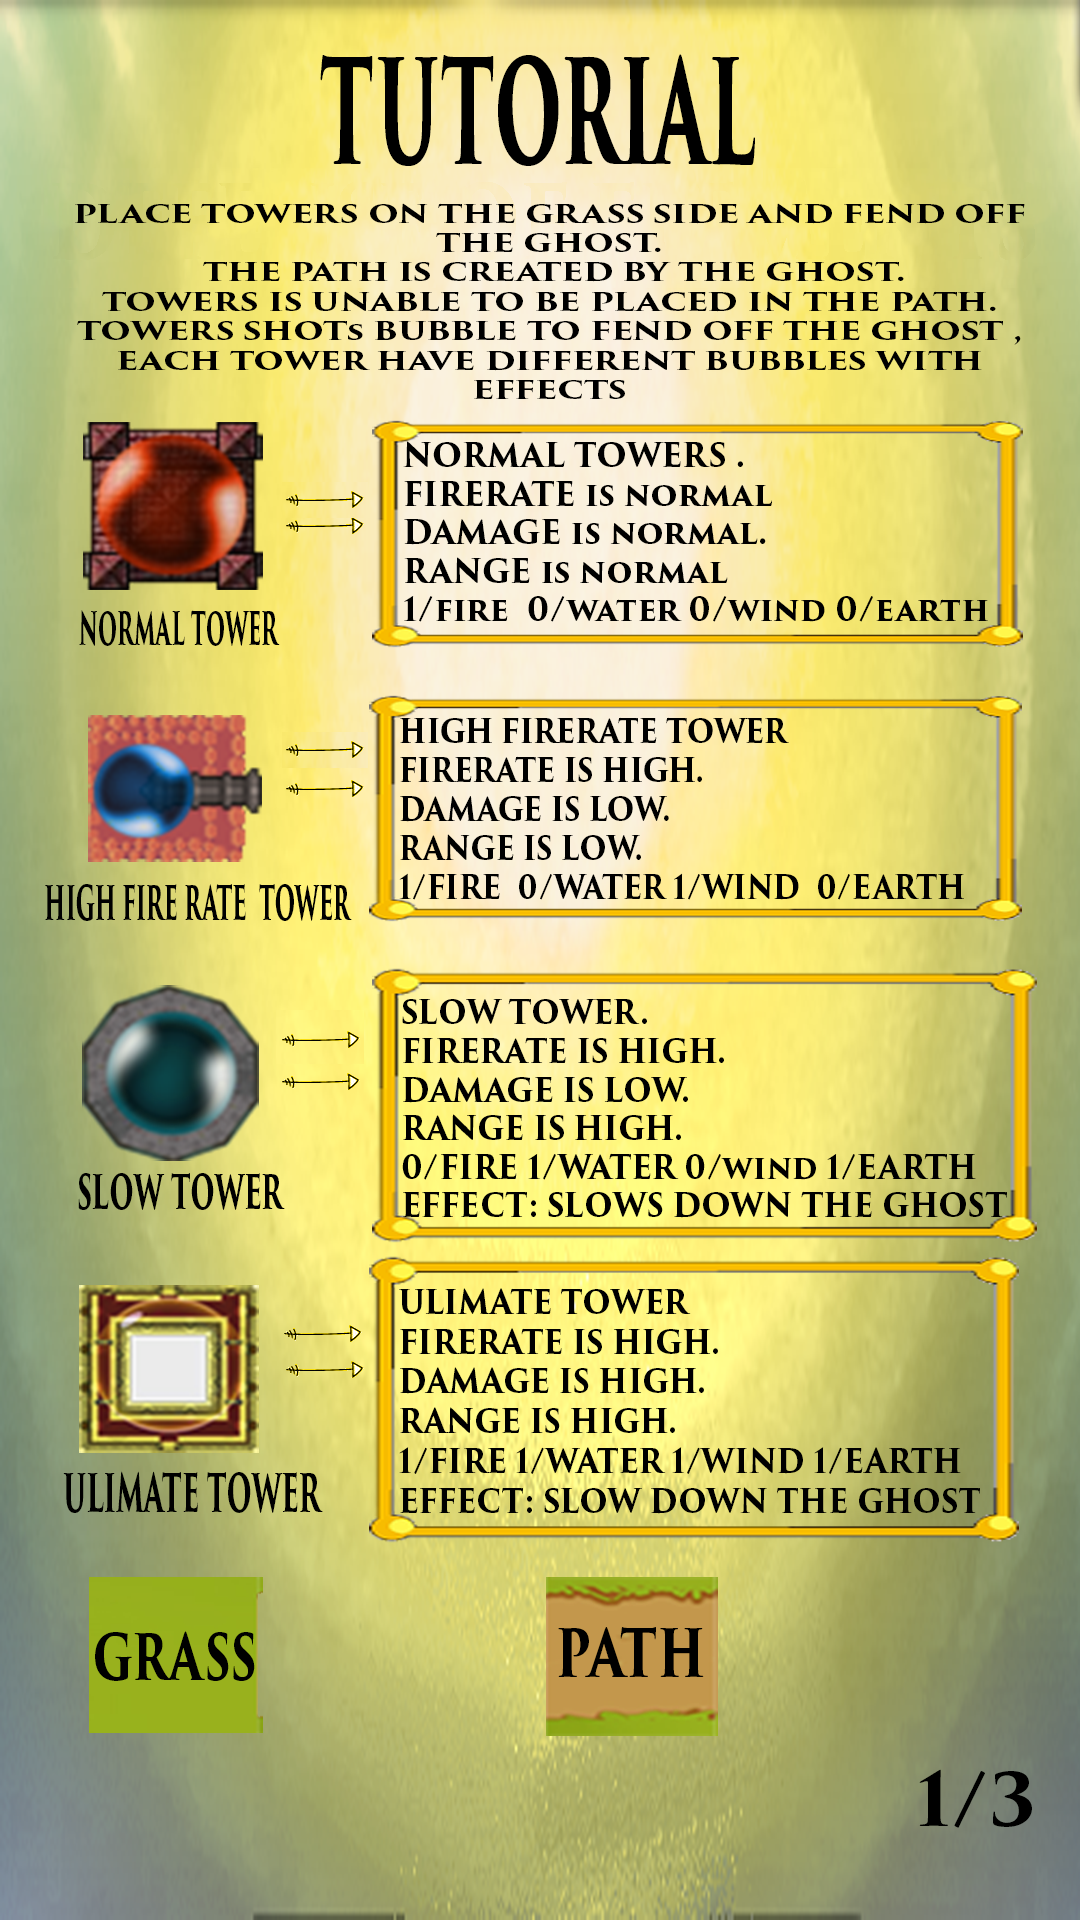 TUTORIAL
PLACE TOWERS ON THE GRASS SIDE AND FEND OFF
THE GHOST.
THE PATH IS CREATED BY THE GHOST.
TOWERS IS UNABLE TO BE PLACED IN THE PATH.
TOWERS SHOTs BUBBLE TO FEND OFF THE GHOST ,
EACH TOWER HAVE DIFFERENT BUBBLES WITH
EFFECTS
NORMAL TOWERS .
FIRERATE IS NORMAL
DAMAGE IS NORMAL.
RANGE IS NORMAL
1/FIRE 0/WATER 0/WIND 0/EARTH
NORMAL TOWER
HIGH FIRERATE TOWER
FIRERATE IS HIGH.
DAMAGE IS LOW.
RANGE IS LOW.
1/FIRE 0/WATER 1/WIND 0/EARTH
HIGH FIRE RATE TOWER
SLOW TOWER.
FIRERATE IS HIGH.
DAMAGE IS LOW.
RANGE IS HIGH.
0/FIRE 1/WATER 0/WIND 1/EARTH
EFFECT: SLOWS DOWN THE GHOST
SLOW TOWER
ULIMATE TOWER
FIRERATE IS HIGH.
DAMAGE IS HIGH.
RANGE IS HIGH.
1/FIRE 1/WATER 1/WIND 1/EARTH
EFFECT: SLOW DOWN THE GHOST
ULIMATE TOWER
GRASS
PATH
1/3